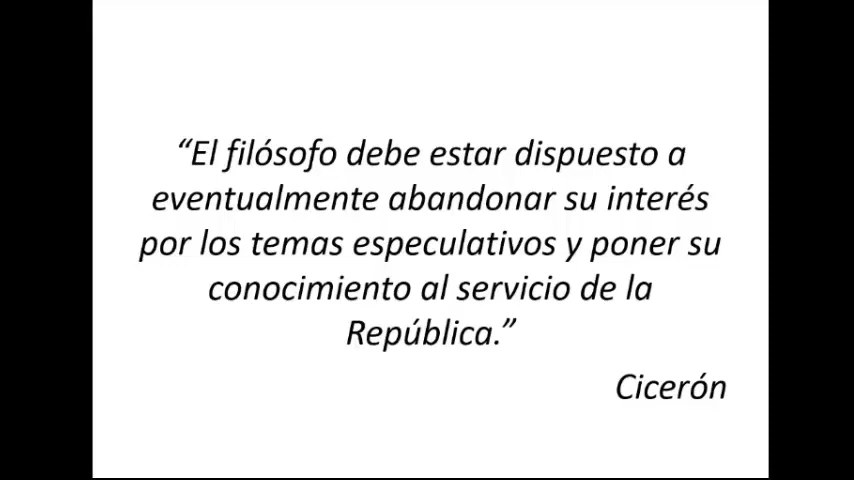 “El filósofo debe estar dispuesto a
eventualmente abandonar su interés
por los temas especulativos y poner su
conocimiento al servicio de la
República.”
Cicerón